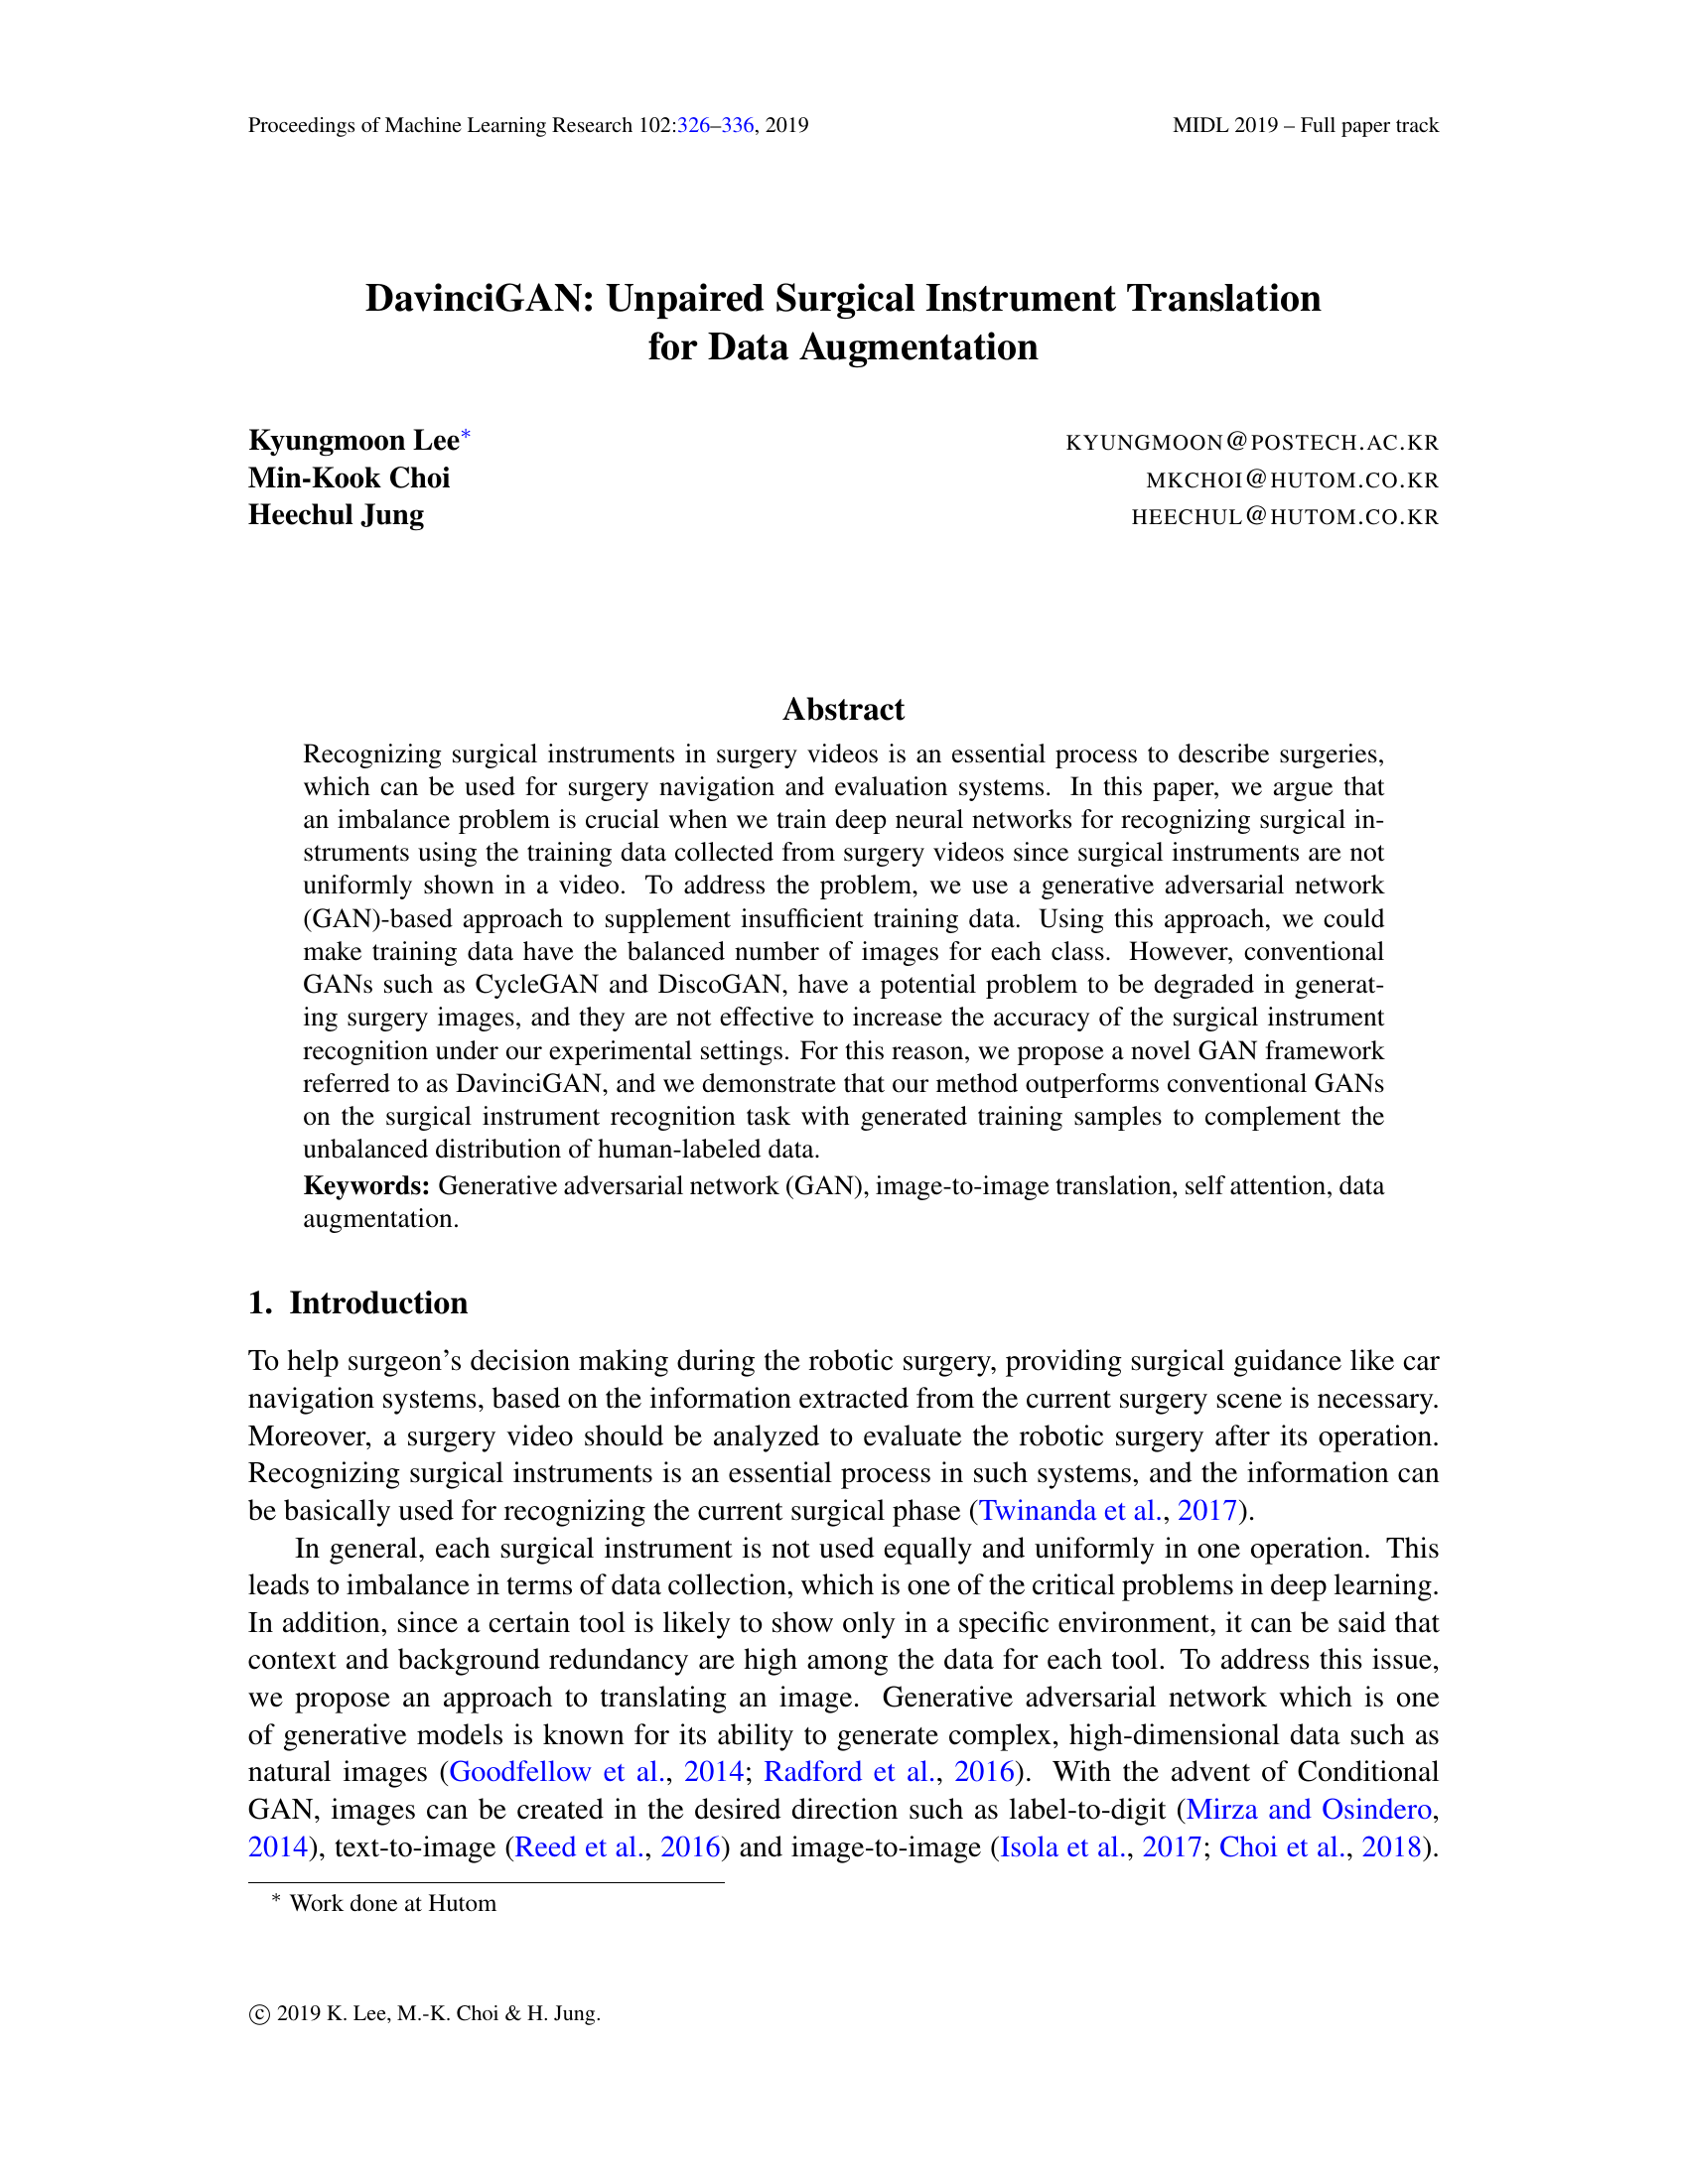 Proceedings of Machine Learning Research 102:326–336, 2019 MIDL 2019 – Full paper track
DavinciGAN: Unpaired Surgical Instrument Translation
for Data Augmentation
Kyungmoon Lee* KYUNGMOON@POSTECH.AC.KR
Min-Kook Choi MKCHOI@HUTOM.CO.KR
Heechul Jung HEECHUL@HUTOM.CO.KR
Abstract
Recognizing surgical instruments in surgery videos is an essential process to describe surgeries,
which can be used for surgery navigation and evaluation systems. In this paper, we argue that
an imbalance problem is crucial when we train deep neural networks for recognizing surgical in-
struments using the training data collected from surgery videos since surgical instruments are not
uniformly shown in a video. To address the problem, we use a generative adversarial network
(GAN)-based approach to supplement insufficient training data. Using this approach, we could
make training data have the balanced number of images for each class. However, conventional
GANs such as CycleGAN and DiscoGAN, have a potential problem to be degraded in generat-
ing surgery images, and they are not effective to increase the accuracy of the surgical instrument
recognition under our experimental settings. For this reason, we propose a novel GAN framework
referred to as DavinciGAN, and we demonstrate that our method outperforms conventional GANs
on the surgical instrument recognition task with generated training samples to complement the
unbalanced distribution of human-labeled data.
Keywords: Generative adversarial network (GAN), image-to-image translation, self attention, data
augmentation.
1. Introduction
To help surgeon's decision making during the robotic surgery, providing surgical guidance like car
navigation systems, based on the information extracted from the current surgery scene is necessary.
Moreover, a surgery video should be analyzed to evaluate the robotic surgery after its operation.
Recognizing surgical instruments is an essential process in such systems, and the information can
be basically used for recognizing the current surgical phase (Twinanda et al., 2017).
In general, each surgical instrument is not used equally and uniformly in one operation. This
leads to imbalance in terms of data collection, which is one of the critical problems in deep learning.
In addition, since a certain tool is likely to show only in a specific environment, it can be said that
context and background redundancy are high among the data for each tool. To address this issue,
we propose an approach to translating an image. Generative adversarial network which is one
of generative models is known for its ability to generate complex, high-dimensional data such as
natural images (Goodfellow et al., 2014; Radford et al., 2016). With the advent of Conditional
GAN, images can be created in the desired direction such as label-to-digit (Mirza and Osindero,
2014), text-to-image (Reed et al., 2016) and image-to-image (Isola et al., 2017; Choi et al., 2018).
* Work done at Hutom
© 2019 K. Lee, M.-K. Choi & H. Jung.